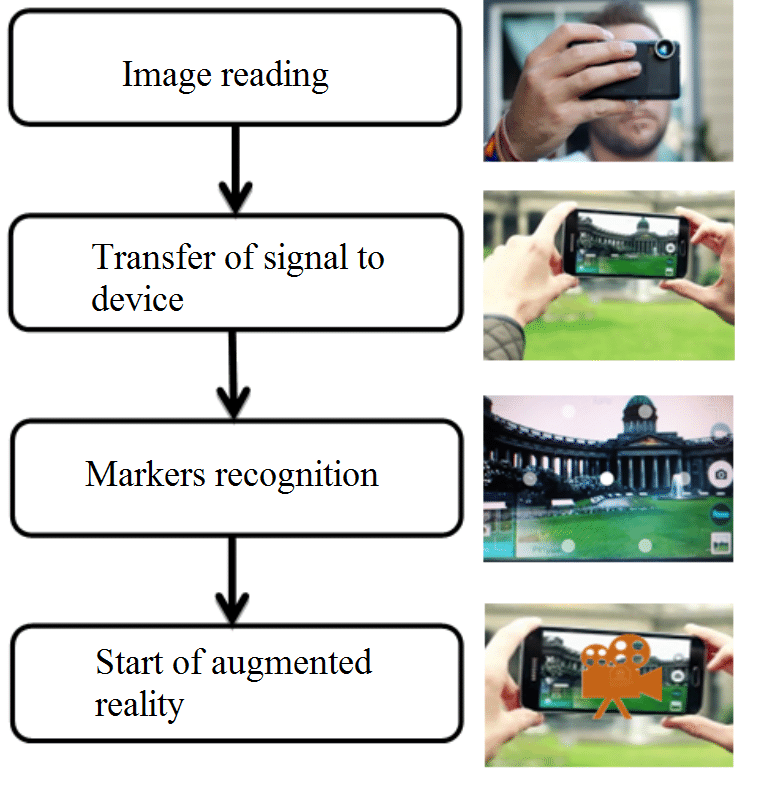 Image reading
Transfer of signal to
device
Markers recognition
Start of augmented
reality